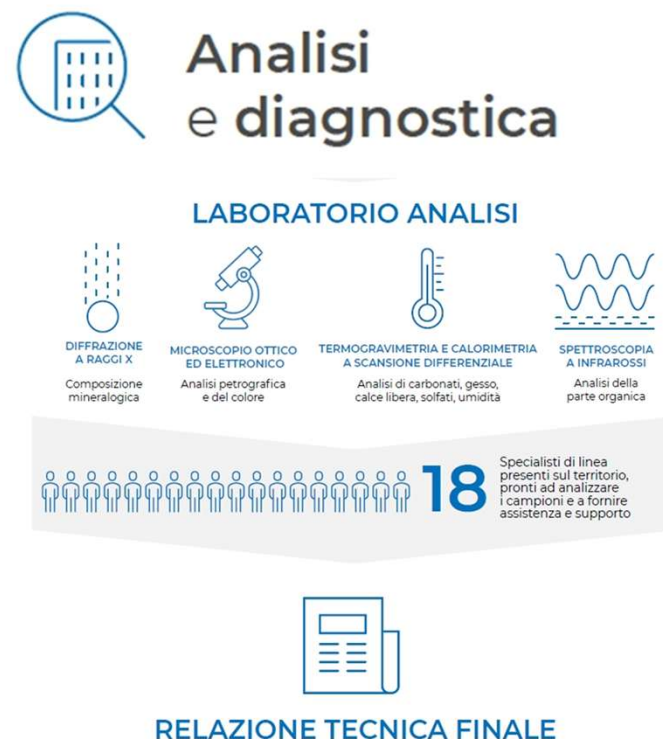 Analisi
e diagnostica
LABORATORIO ANALISI
DIFFRAZIONE
A RAGGI X
Composizione
mineralogica
MICROSCOPIO OTTICO
ED ELETTRONICO
Analisi petrografica
e del colore
TERMOGRAVIMETRIA E CALORIMETRIA
A SCANSIONE DIFFERENZIALE
Analisi di carbonati, gesso,
calce libera, solfati, umidità
SPETTROSCOPIA
A INFRAROSSI
Analisi della
parte organica
18
Specialisti di linea
presenti sul territorio,
pronti ad analizzare
i campioni e a fornire
assistenza e supporto
RELAZIONE TECNICA FINALE